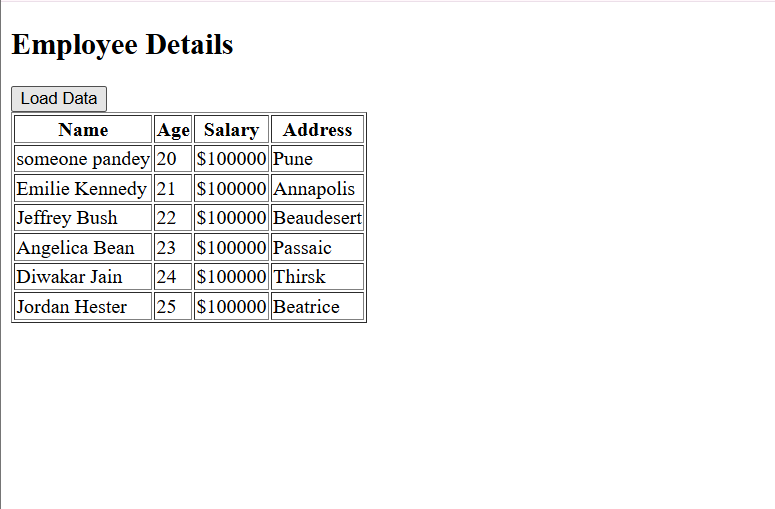 Employee Details
Load Data
Name Age Salary Address
someone pandey 20 $100000 Pune
Emilie Kennedy 21 $100000 Annapolis
Jeffrey Bush 22 $100000 Beaudesert
Angelica Bean 23 $100000 Passaic
Diwakar Jain 24 $100000 Thirsk
Jordan Hester 25 $100000 Beatrice